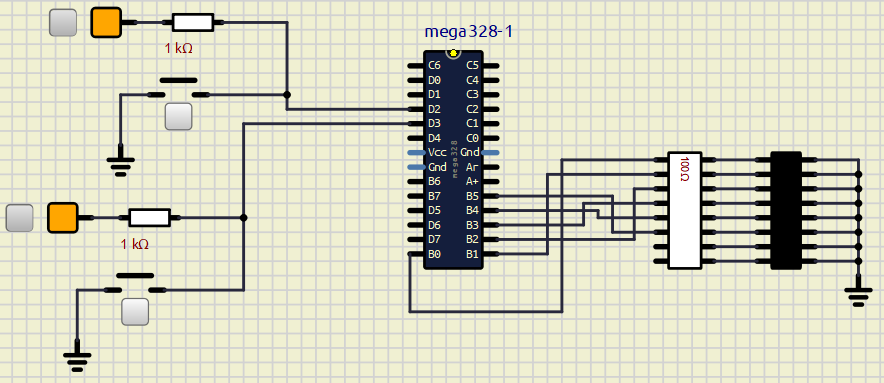 mega328-1
1 kΩ
C6 C5
D0 C4
D1 C3
D2 C2
D3 C1
D4 C0
Vcc Gnd
Gnd Ar
B6 A+
B7 B5
D5 B4
D6 B3
D7 B2
B0 B1
mega328
100Ω
1 kΩ